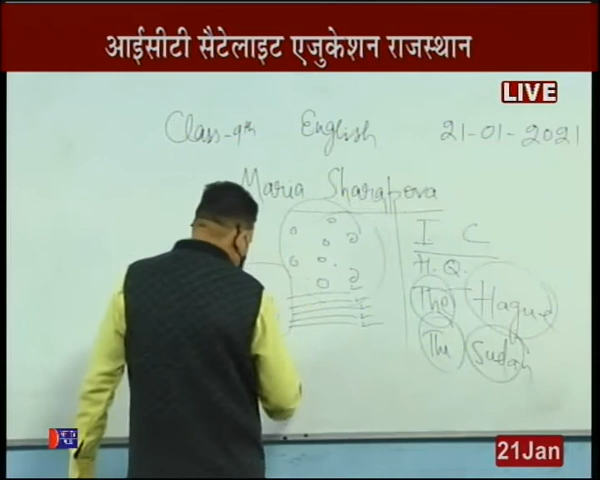 आईसीटी सैटेलाइट एजुकेशन राजस्थान
LIVE
Class-9th English 21-01-2021
Maria Sharapova
I C
H.Q.
The Hague
The Sudan
21Jan